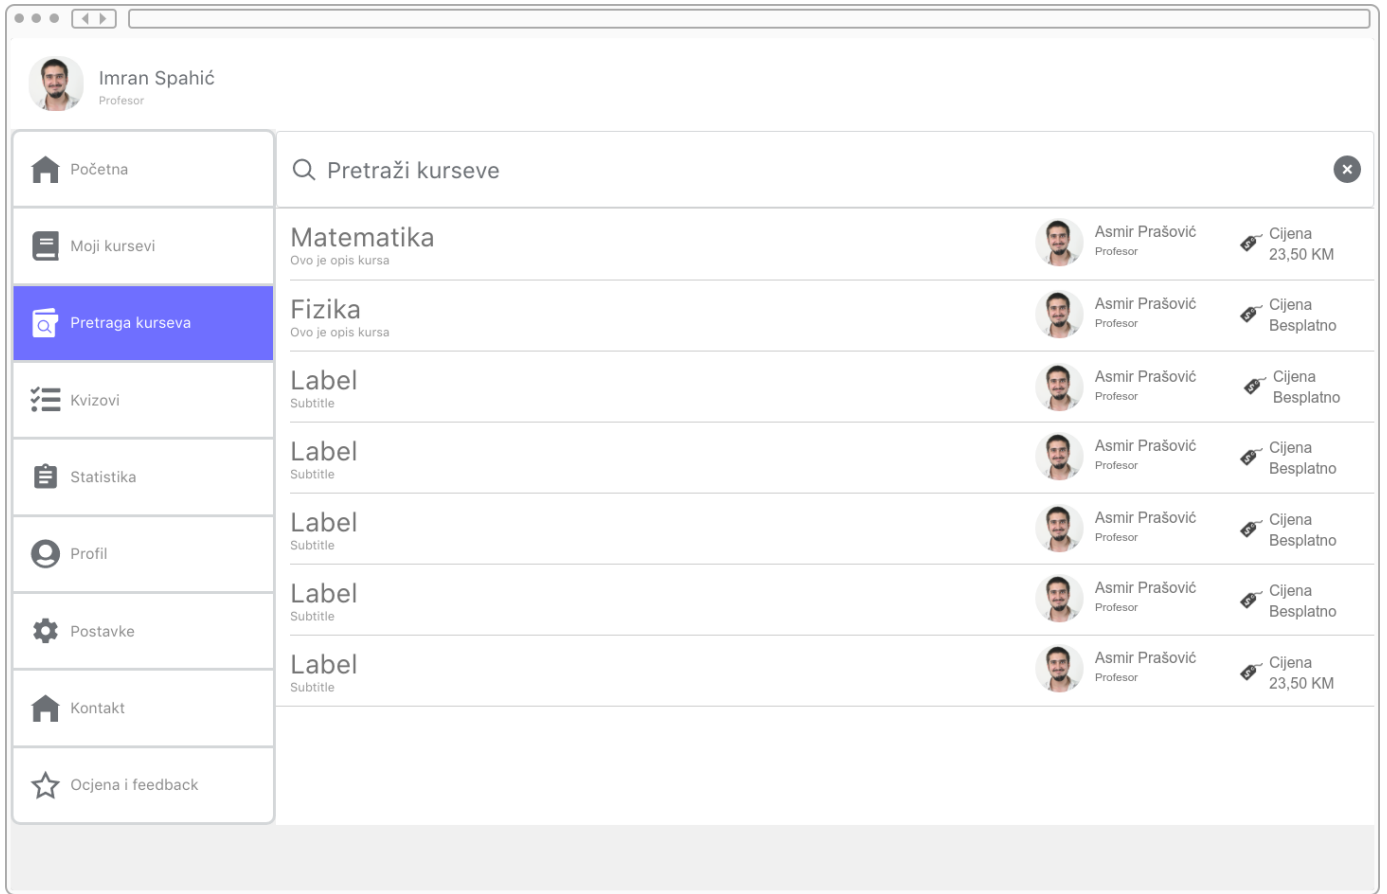 Imran Spahić
Profesor
Početna
Moji kursevi
Pretraga kurseva
Kvizovi
Statistika
Profil
Postavke
Kontakt
Ocjena i feedback
Pretraži kurseve
Matematika
Ovo je opis kursa
Asmir Prašović
Profesor
Cijena
23,50 KM
Fizika
Ovo je opis kursa
Asmir Prašović
Profesor
Cijena
Besplatno
Label
Subtitle
Asmir Prašović
Profesor
Cijena
Besplatno
Label
Subtitle
Asmir Prašović
Profesor
Cijena
Besplatno
Label
Subtitle
Asmir Prašović
Profesor
Cijena
Besplatno
Label
Subtitle
Asmir Prašović
Profesor
Cijena
Besplatno
Label
Subtitle
Asmir Prašović
Profesor
Cijena
23,50 KM